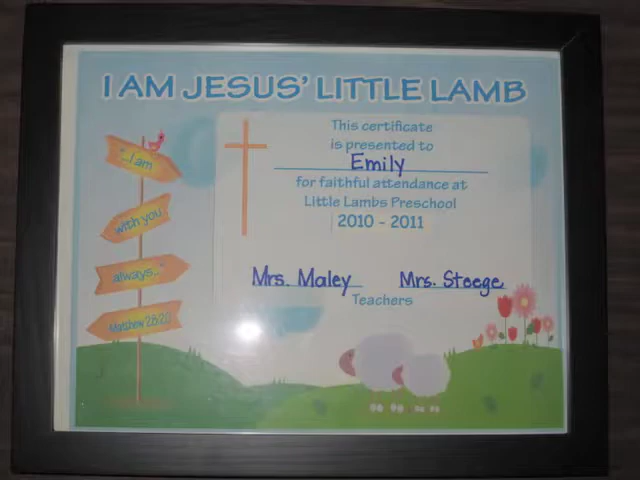 I AM JESUS' LITTLE LAMB
This certificate
is presented to
Emily
for faithful attendance at
Little Lambs Preschool
2010 - 2011
Mrs. Maley Mrs. Steege
Teachers
"...I am
with you
always..."
Matthew 28:20